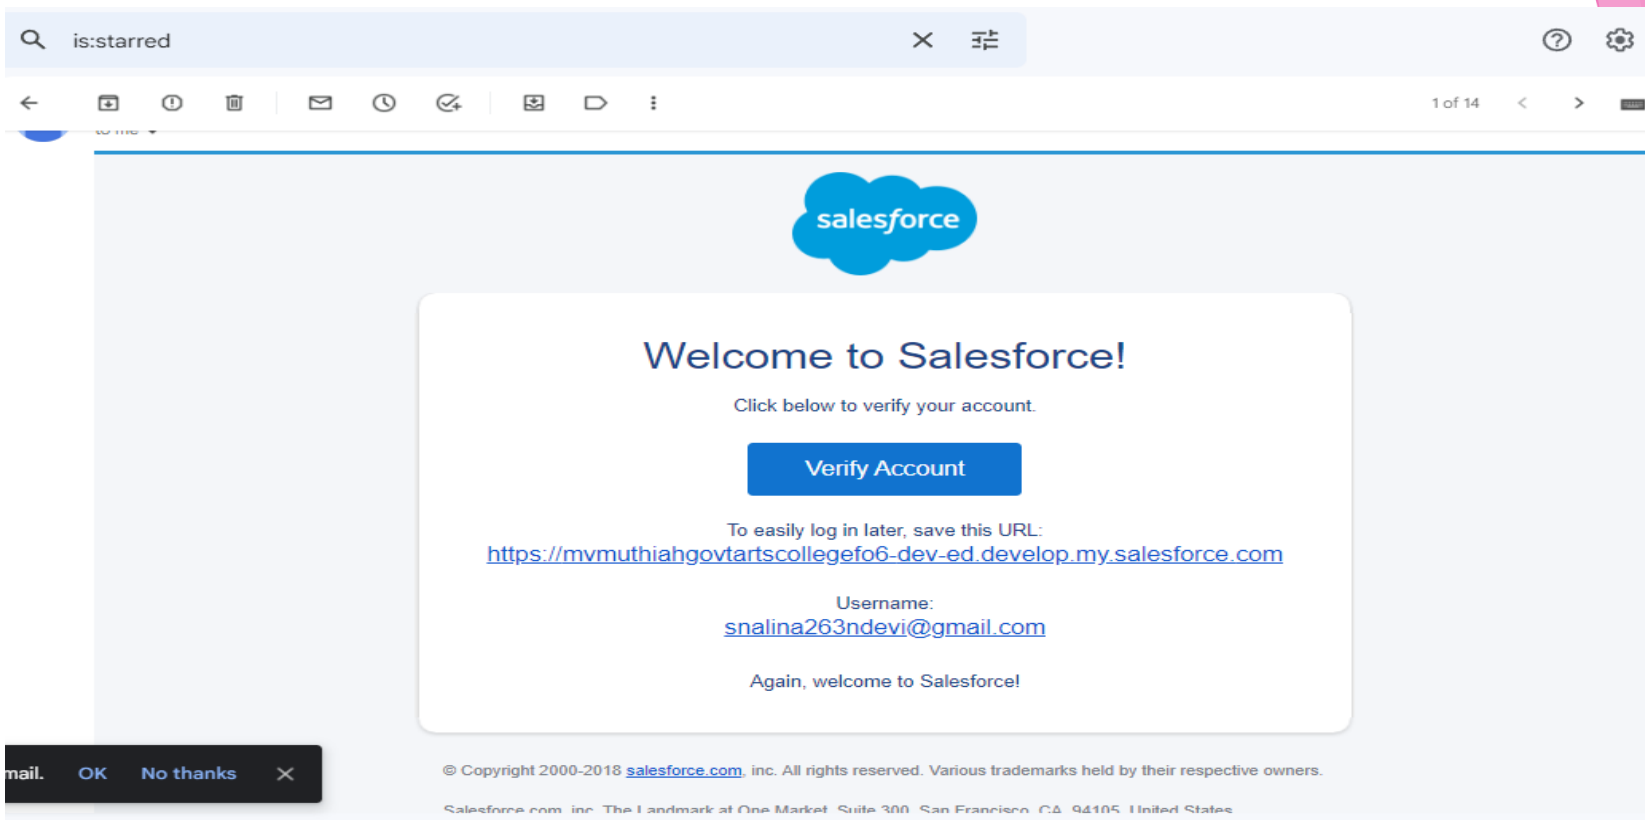 is:starred
1 of 14
to me
salesforce
Welcome to Salesforce!
Click below to verify your account.
Verify Account
To easily log in later, save this URL:
https://mvmuthiahgovtartscollegefo6-dev-ed.develop.my.salesforce.com
Username:
snalina263ndevi@gmail.com
Again, welcome to Salesforce!
mail. OK No thanks
© Copyright 2000-2018 salesforce.com, inc. All rights reserved. Various trademarks held by their respective owners.
Salesforce.com, inc. The Landmark at One Market, Suite 300, San Francisco, CA, 94105, United States